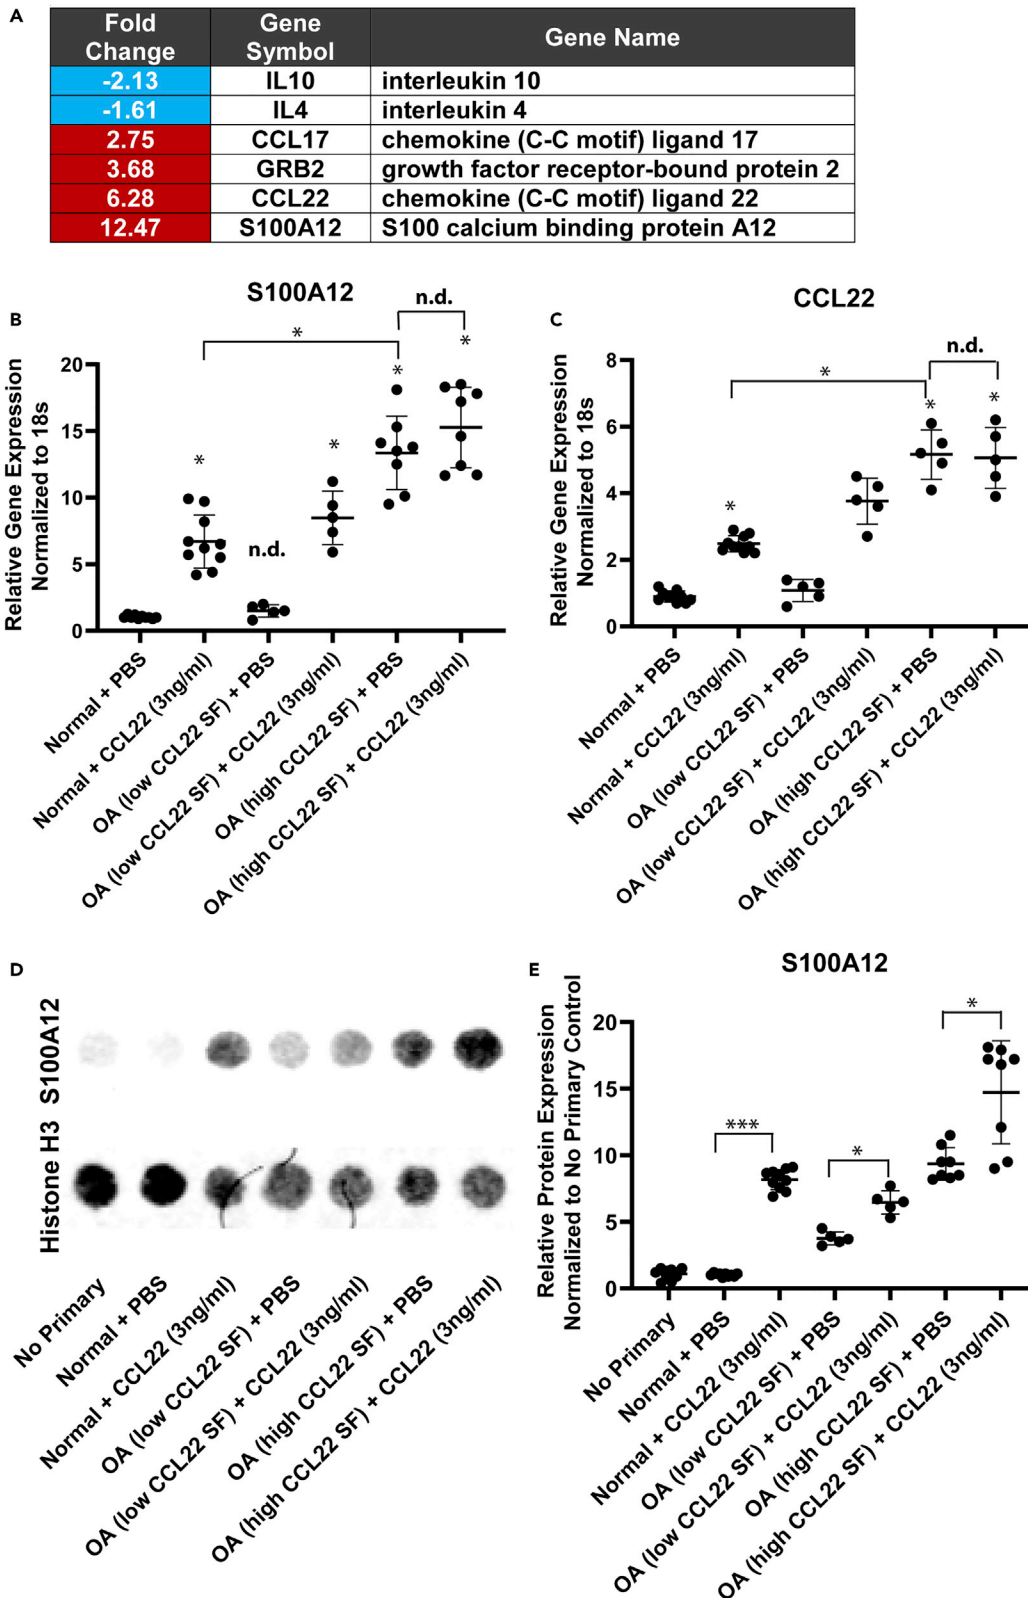 A
Fold Change Gene Symbol Gene Name
-2.13 IL10 interleukin 10
-1.61 IL4 interleukin 4
2.75 CCL17 chemokine (C-C motif) ligand 17
3.68 GRB2 growth factor receptor-bound protein 2
6.28 CCL22 chemokine (C-C motif) ligand 22
12.47 S100A12 S100 calcium binding protein A12
B
S100A12
n.d.
*
*
*
*
*
n.d.
Relative Gene Expression
Normalized to 18s
20
15
10
5
0
Normal + PBS
Normal + CCL22 (3ng/ml)
OA (low CCL22 SF) + PBS
OA (low CCL22 SF) + CCL22 (3ng/ml)
OA (high CCL22 SF) + PBS
OA (high CCL22 SF) + CCL22 (3ng/ml)
C
CCL22
n.d.
*
*
*
*
Relative Gene Expression
Normalized to 18s
8
6
4
2
0
Normal + PBS
Normal + CCL22 (3ng/ml)
OA (low CCL22 SF) + PBS
OA (low CCL22 SF) + CCL22 (3ng/ml)
OA (high CCL22 SF) + PBS
OA (high CCL22 SF) + CCL22 (3ng/ml)
D
S100A12
Histone H3
No Primary
Normal + PBS
Normal + CCL22 (3ng/ml)
OA (low CCL22 SF) + PBS
OA (low CCL22 SF) + CCL22 (3ng/ml)
OA (high CCL22 SF) + PBS
OA (high CCL22 SF) + CCL22 (3ng/ml)
E
S100A12
*
***
*
Relative Protein Expression
Normalized to No Primary Control
20
15
10
5
0
No Primary
Normal + PBS
Normal + CCL22 (3ng/ml)
OA (low CCL22 SF) + PBS
OA (low CCL22 SF) + CCL22 (3ng/ml)
OA (high CCL22 SF) + PBS
OA (high CCL22 SF) + CCL22 (3ng/ml)